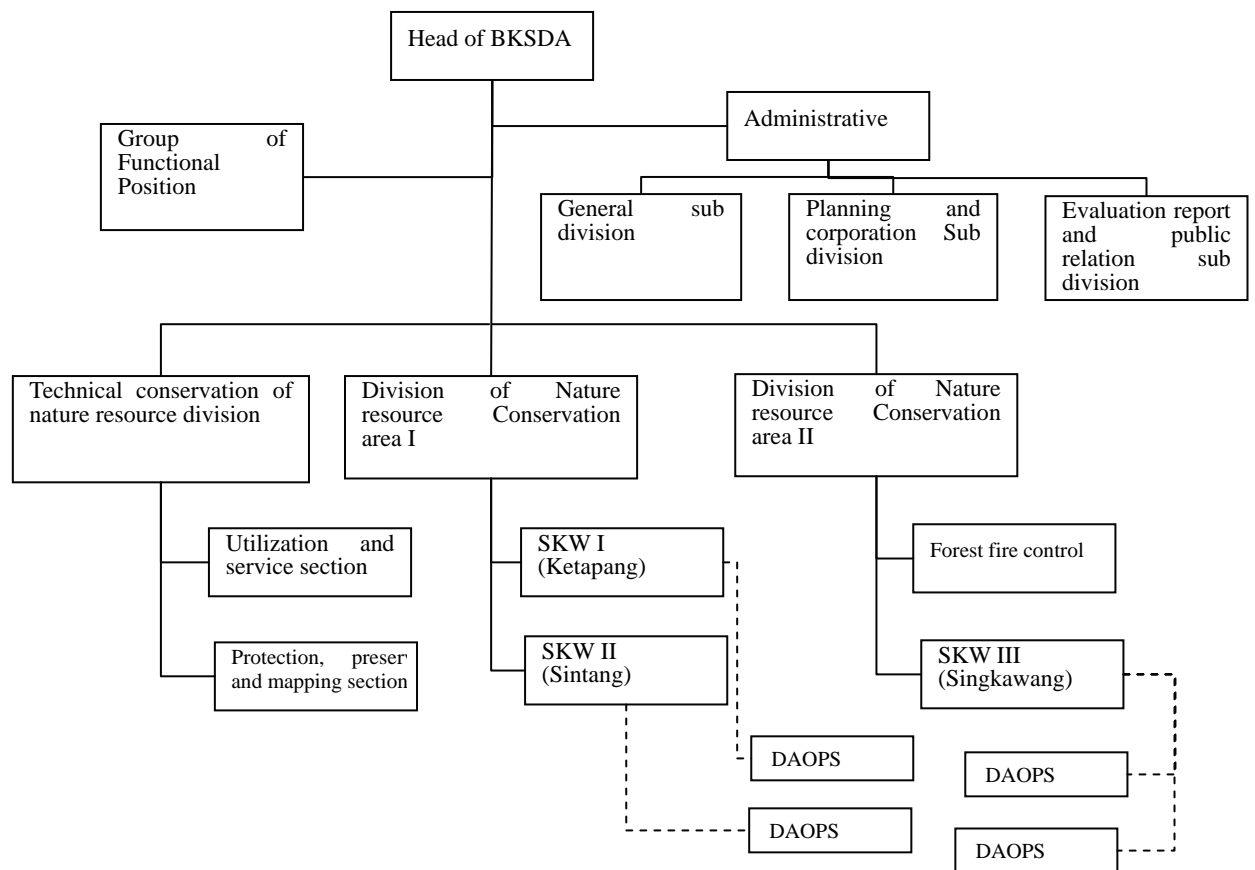 Head of BKSDA
Administrative
Group of
Functional
Position
General sub
division
Planning and
corporation Sub
division
Evaluation report
and public
relation sub
division
Technical conservation of
nature resource division
Division of Nature
resource Conservation
area I
Division of Nature
resource Conservation
area II
Utilization and
service section
SKW I
(Ketapang)
Forest fire control
Protection, preser
and mapping section
SKW II
(Sintang)
SKW III
(Singkawang)
DAOPS
DAOPS
DAOPS
DAOPS